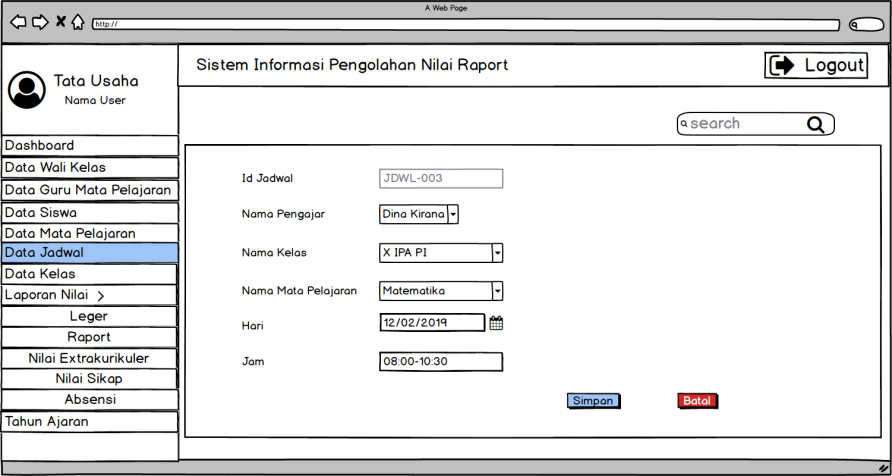 A Web Page
http://
Tata Usaha
Nama User
Sistem Informasi Pengolahan Nilai Raport
Logout
search
Dashboard
Data Wali Kelas
Data Guru Mata Pelajaran
Data Siswa
Data Mata Pelajaran
Data Jadwal
Data Kelas
Laporan Nilai >
Leger
Raport
Nilai Extrakurikuler
Nilai Sikap
Absensi
Tahun Ajaran
Id Jadwal JDWL-003
Nama Pengajar Dina Kirana
Nama Kelas X IPA PI
Nama Mata Pelajaran Matematika
Hari 12/02/2019
Jam 08:00-10:30
Simpan Batal